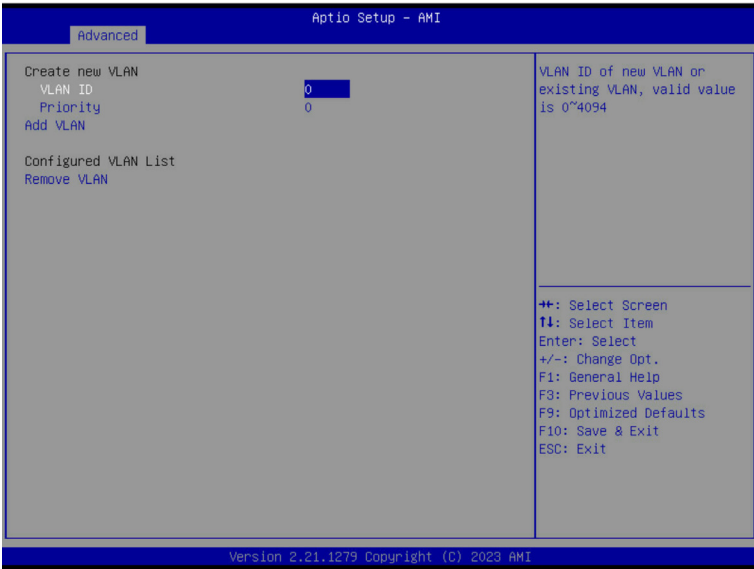 Aptio Setup – AMI
Advanced
Create new VLAN
VLAN ID 0
Priority 0
Add VLAN
Configured VLAN List
Remove VLAN
VLAN ID of new VLAN or
existing VLAN, valid value
is 0~4094
→←: Select Screen
↑↓: Select Item
Enter: Select
+/-: Change Opt.
F1: General Help
F3: Previous Values
F9: Optimized Defaults
F10: Save & Exit
ESC: Exit
Version 2.21.1279 Copyright (C) 2023 AMI